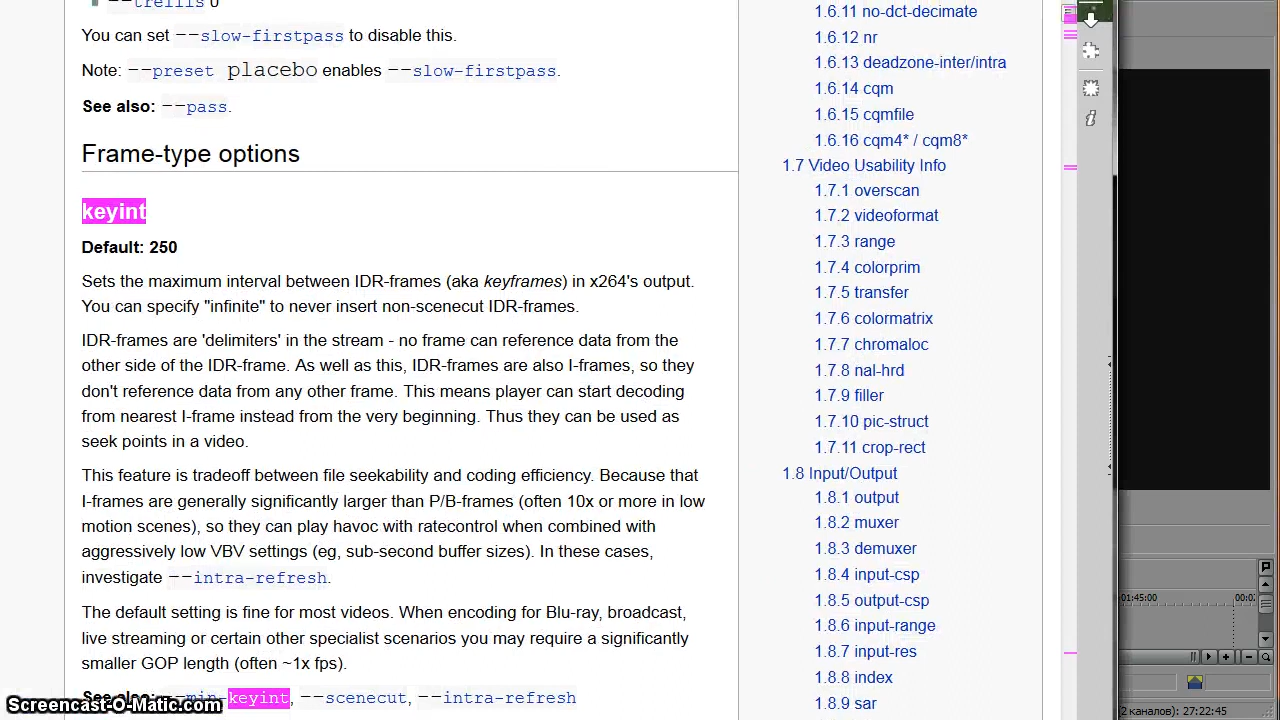 --trellis 0
You can set --slow-firstpass to disable this.
Note: --preset placebo enables --slow-firstpass.
See also: --pass.
Frame-type options
keyint
Default: 250
Sets the maximum interval between IDR-frames (aka keyframes) in x264's output.
You can specify "infinite" to never insert non-scenecut IDR-frames.
IDR-frames are 'delimiters' in the stream - no frame can reference data from the
other side of the IDR-frame. As well as this, IDR-frames are also I-frames, so they
don't reference data from any other frame. This means player can start decoding
from nearest I-frame instead from the very beginning. Thus they can be used as
seek points in a video.
This feature is tradeoff between file seekability and coding efficiency. Because that
I-frames are generally significantly larger than P/B-frames (often 10x or more in low
motion scenes), so they can play havoc with ratecontrol when combined with
aggressively low VBV settings (eg, sub-second buffer sizes). In these cases,
investigate --intra-refresh.
The default setting is fine for most videos. When encoding for Blu-ray, broadcast,
live streaming or certain other specialist scenarios you may require a significantly
smaller GOP length (often ~1x fps).
See also: --min-keyint, --scenecut, --intra-refresh
Screencast-O-Matic.com
1.6.11 no-dct-decimate
1.6.12 nr
1.6.13 deadzone-inter/intra
1.6.14 cqm
1.6.15 cqmfile
1.6.16 cqm4* / cqm8*
1.7 Video Usability Info
1.7.1 overscan
1.7.2 videoformat
1.7.3 range
1.7.4 colorprim
1.7.5 transfer
1.7.6 colormatrix
1.7.7 chromaloc
1.7.8 nal-hrd
1.7.9 filler
1.7.10 pic-struct
1.7.11 crop-rect
1.8 Input/Output
1.8.1 output
1.8.2 muxer
1.8.3 demuxer
1.8.4 input-csp
1.8.5 output-csp
1.8.6 input-range
1.8.7 input-res
1.8.8 index
1.8.9 sar
01:45:00 00:0
2 каналов): 27:22:45